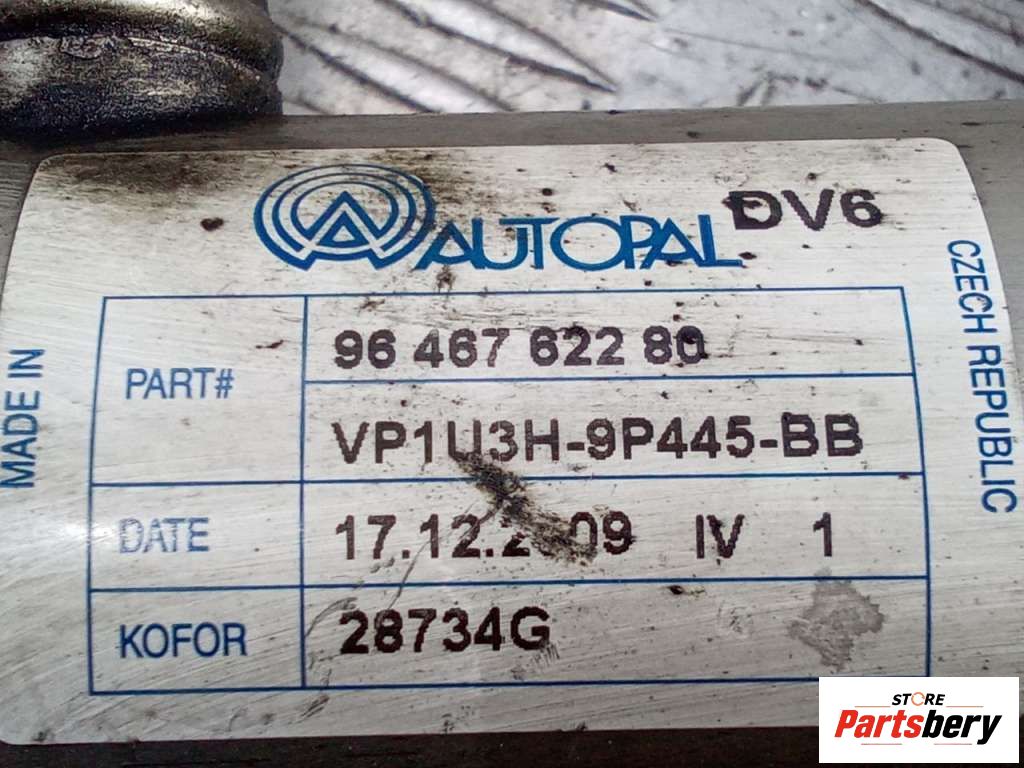 AUTOPAL
DV6
MADE IN
PART#
96 467 622 80
VP1U3H-9P445-BB
DATE
17.12.2009 IV 1
KOFOR
28734G
CZECH REPUBLIC
STORE
Partsbery